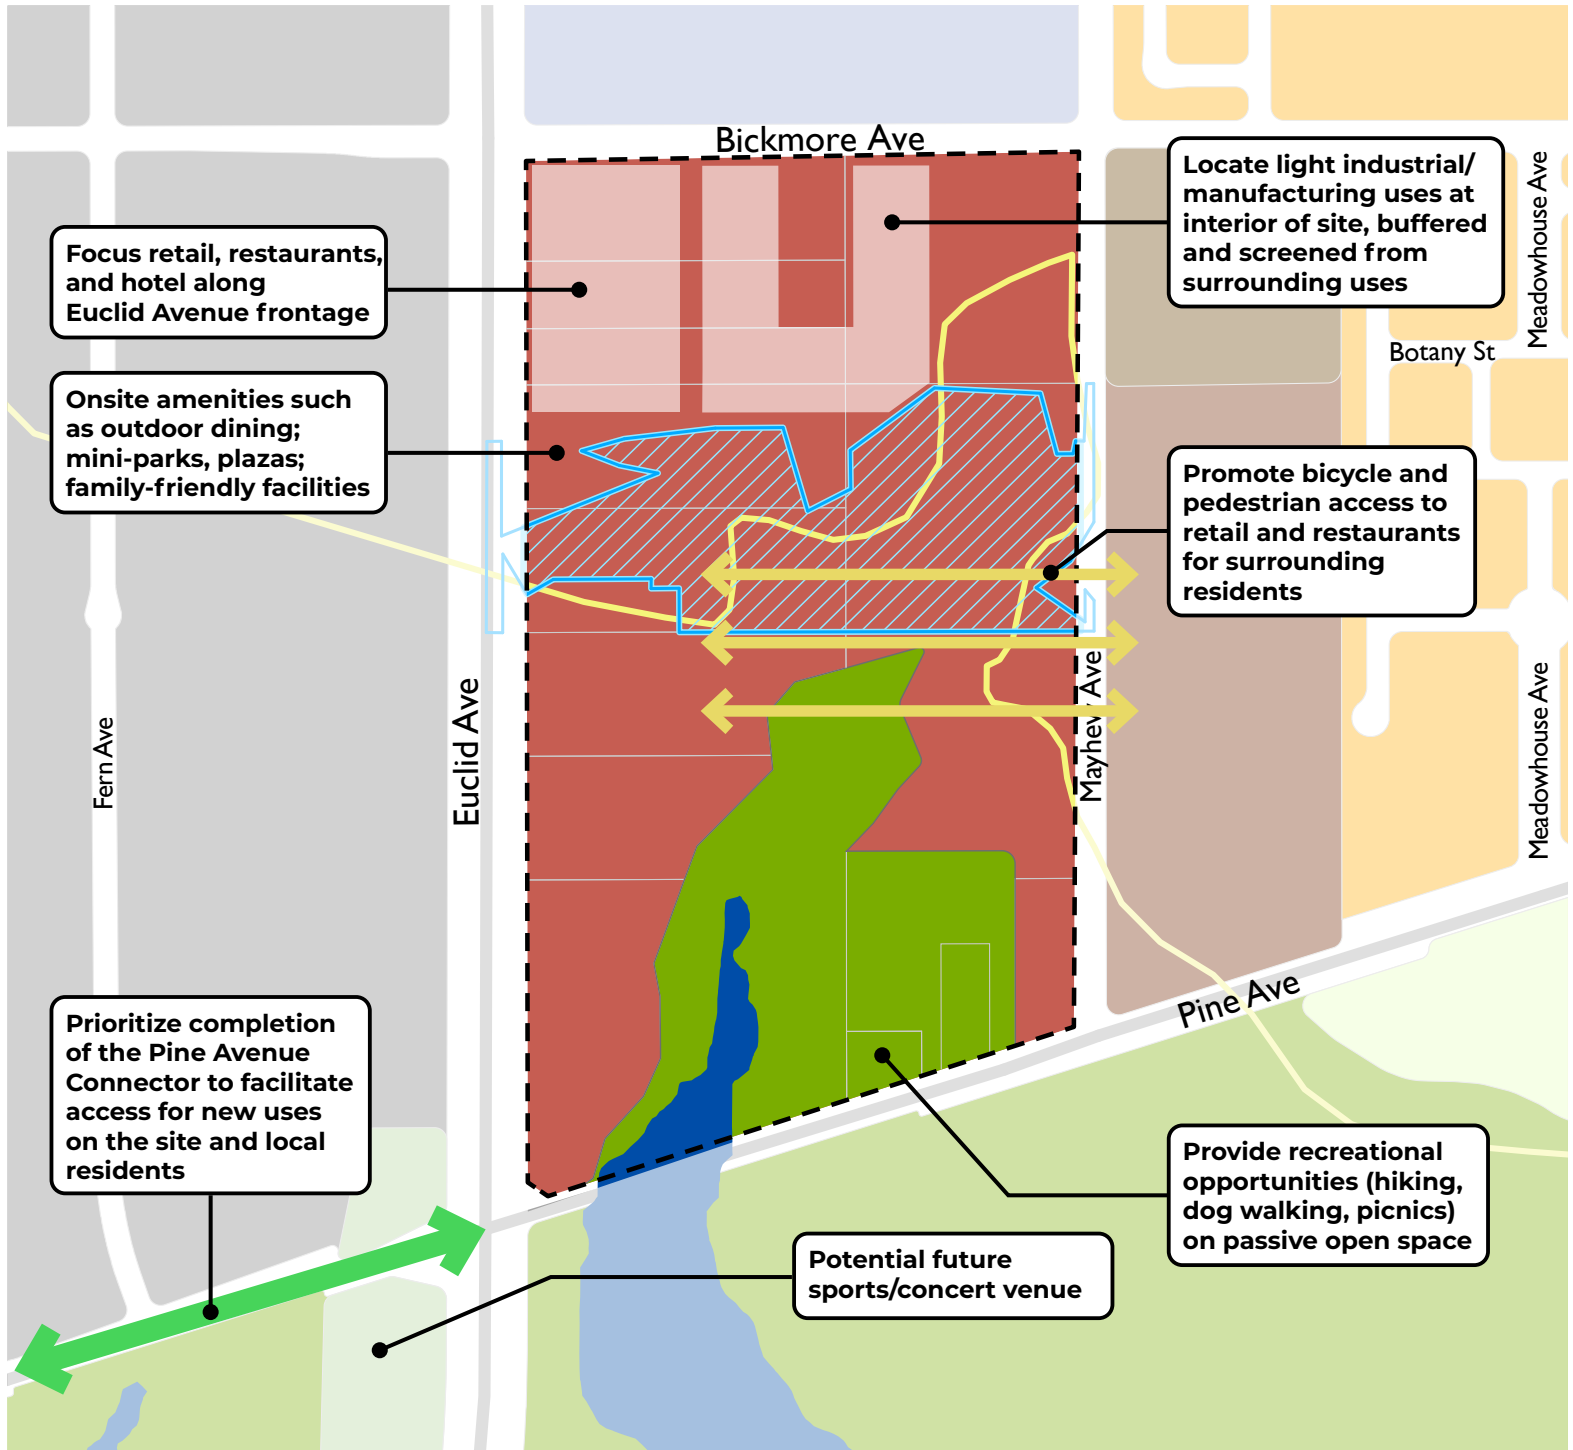 Bickmore Ave
Locate light industrial/
manufacturing uses at
interior of site, buffered
and screened from
surrounding uses
Meadowhouse Ave
Focus retail, restaurants,
and hotel along
Euclid Avenue frontage
Botany St
Onsite amenities such
as outdoor dining;
mini-parks, plazas;
family-friendly facilities
Promote bicycle and
pedestrian access to
retail and restaurants
for surrounding
residents
Fern Ave
Euclid Ave
Mayhew Ave
Meadowhouse Ave
Pine Ave
Prioritize completion
of the Pine Avenue
Connector to facilitate
access for new uses
on the site and local
residents
Provide recreational
opportunities (hiking,
dog walking, picnics)
on passive open space
Potential future
sports/concert venue